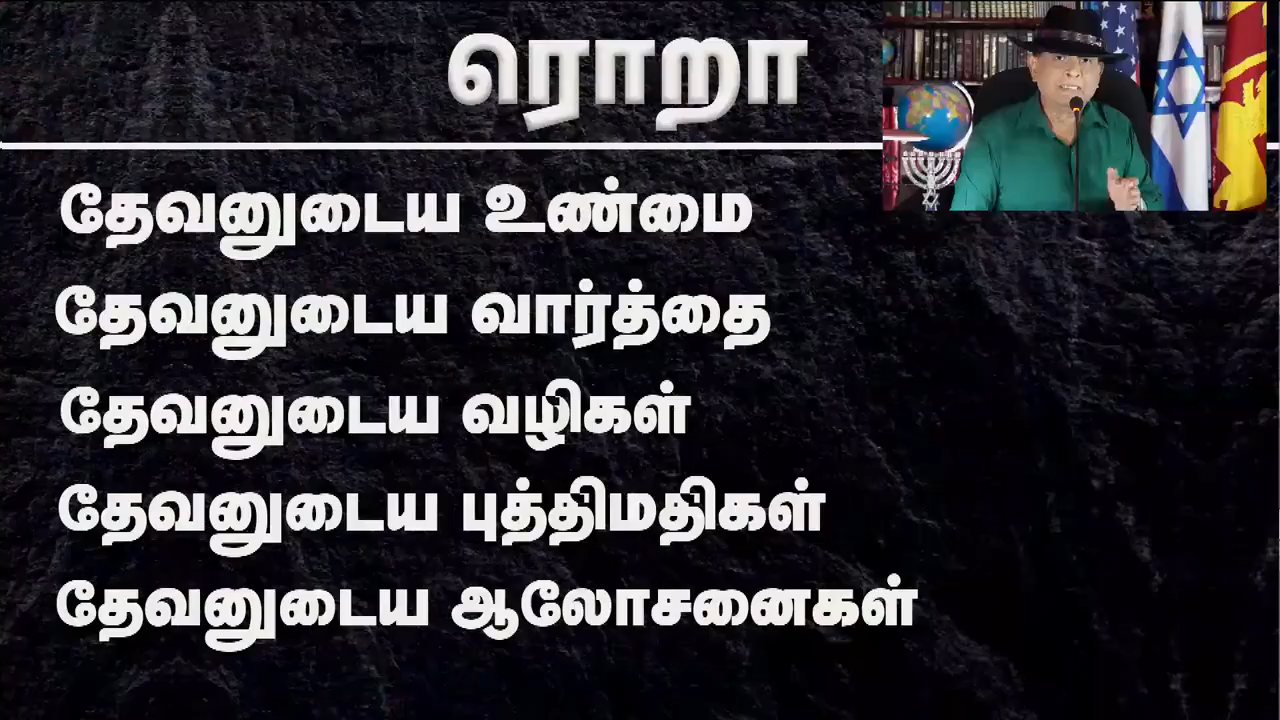 ரொறா
தேவனுடைய உண்மை
தேவனுடைய வார்த்தை
தேவனுடைய வழிகள்
தேவனுடைய புத்திமதிகள்
தேவனுடைய ஆலோசனைகள்